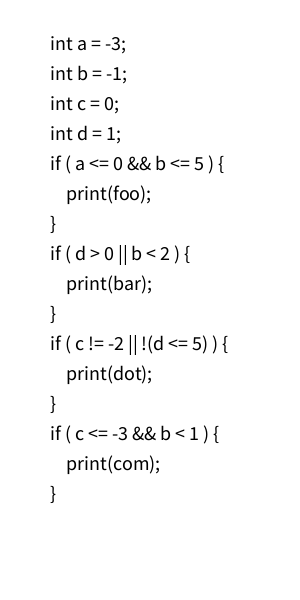 int a = -3;
int b = -1;
int c = 0;
int d = 1;
if ( a <= 0 && b <= 5 ) {
    print(foo);
}
if ( d > 0 || b < 2 ) {
    print(bar);
}
if ( c != -2 || !(d <= 5) ) {
    print(dot);
}
if ( c <= -3 && b < 1 ) {
    print(com);
}